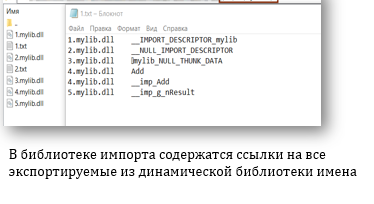 Имя
..
1.mylib.dll
1.txt
2.mylib.dll
3.mylib.dll
4.mylib.dll
5.mylib.dll
1.txt – Блокнот
Файл Правка Формат Вид Справка
1.mylib.dll __IMPORT_DESCRIPTOR_mylib
2.mylib.dll __NULL_IMPORT_DESCRIPTOR
3.mylib.dll mylib_NULL_THUNK_DATA
4.mylib.dll Add
4.mylib.dll __imp_Add
5.mylib.dll __imp_g_nResult
В библиотеке импорта содержатся ссылки на все
экспортируемые из динамической библиотеки имена